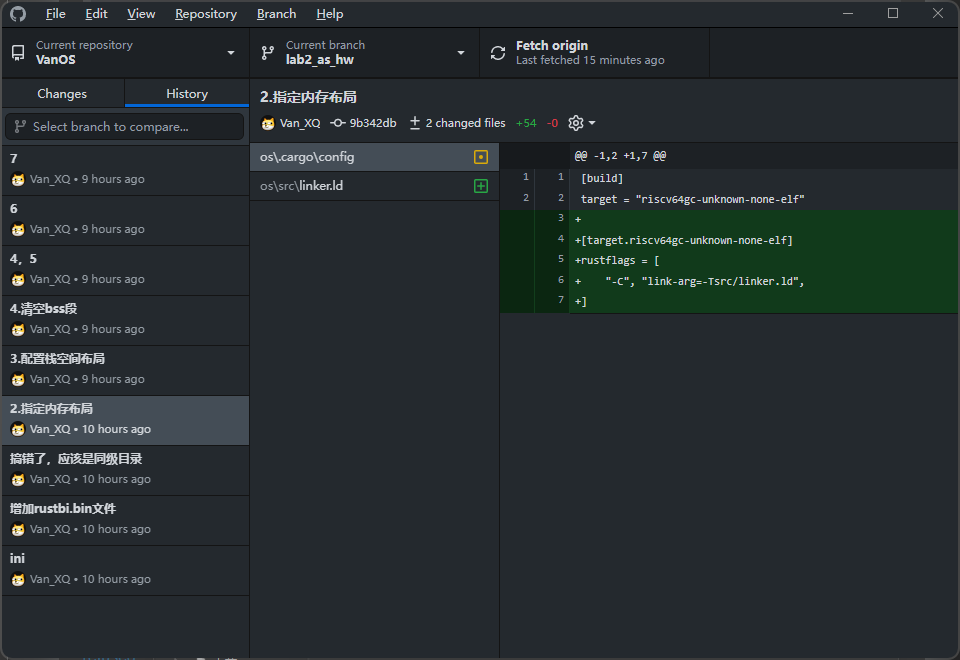 File Edit View Repository Branch Help
Current repository
VanOS
Current branch
lab2_as_hw
Fetch origin
Last fetched 15 minutes ago
Changes
History
Select branch to compare...
7
Van_XQ • 9 hours ago
6
Van_XQ • 9 hours ago
4，5
Van_XQ • 9 hours ago
4.清空bss段
Van_XQ • 9 hours ago
3.配置栈空间布局
Van_XQ • 9 hours ago
2.指定内存布局
Van_XQ • 10 hours ago
搞错了，应该是同级目录
Van_XQ • 10 hours ago
增加rustbi.bin文件
Van_XQ • 10 hours ago
ini
Van_XQ • 10 hours ago
2.指定内存布局
Van_XQ 9b342db 2 changed files +54 -0
os\.cargo\config
os\src\linker.ld
@@ -1,2 +1,7 @@
1 1 [build]
2 2 target = "riscv64gc-unknown-none-elf"
3 +
4 +[target.riscv64gc-unknown-none-elf]
5 +rustflags = [
6 +    "-C", "link-arg=-Tsrc/linker.ld",
7 +]